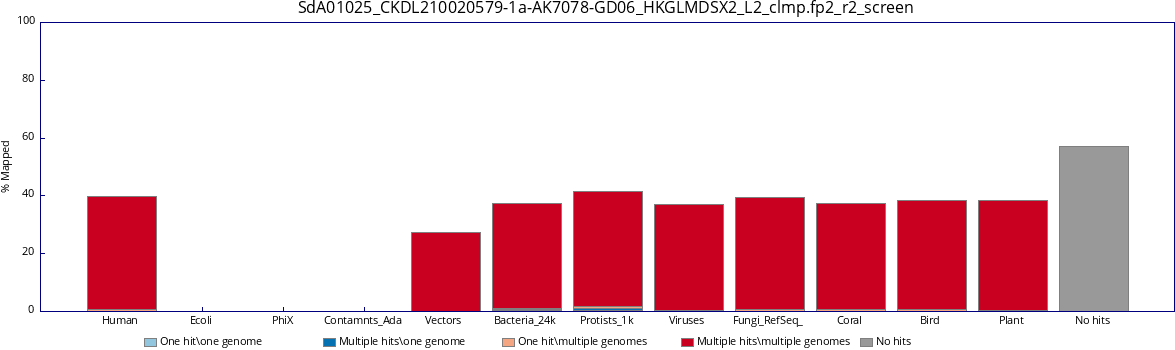 SdA01025_CKDL210020579-1a-AK7078-GD06_HKGLMDSX2_L2_clmp.fp2_r2_screen
100
80
60
40
20
0
% Mapped
Human Ecoli PhiX Contamnts_Ada Vectors Bacteria_24k Protists_1k Viruses Fungi_RefSeq_ Coral Bird Plant No hits
One hit\one genome Multiple hits\one genome One hit\multiple genomes Multiple hits\multiple genomes No hits